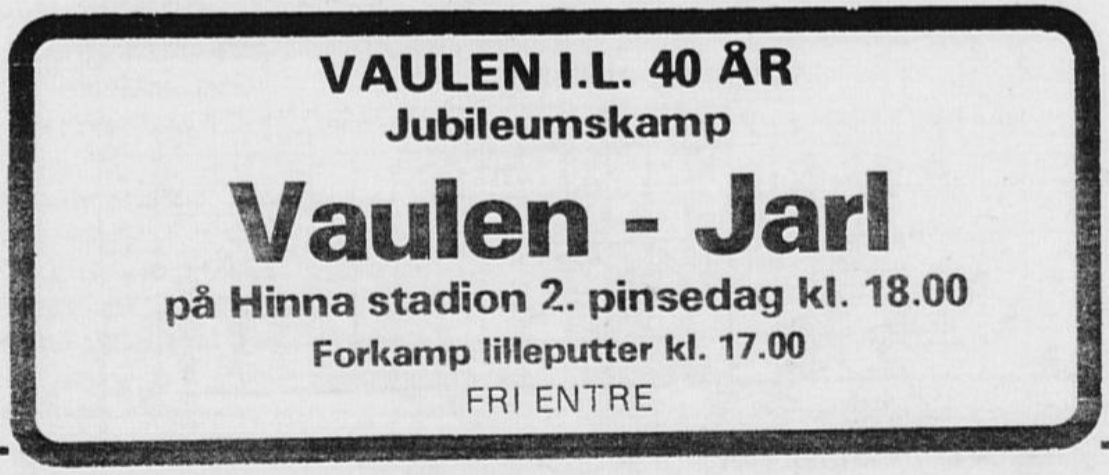 VAULEN I.L. 40 ÅR
Jubileumskamp
Vaulen - Jarl
på Hinna stadion 2. pinsedag kl. 18.00
Forkamp lilleputter kl. 17.00
FRI ENTRE